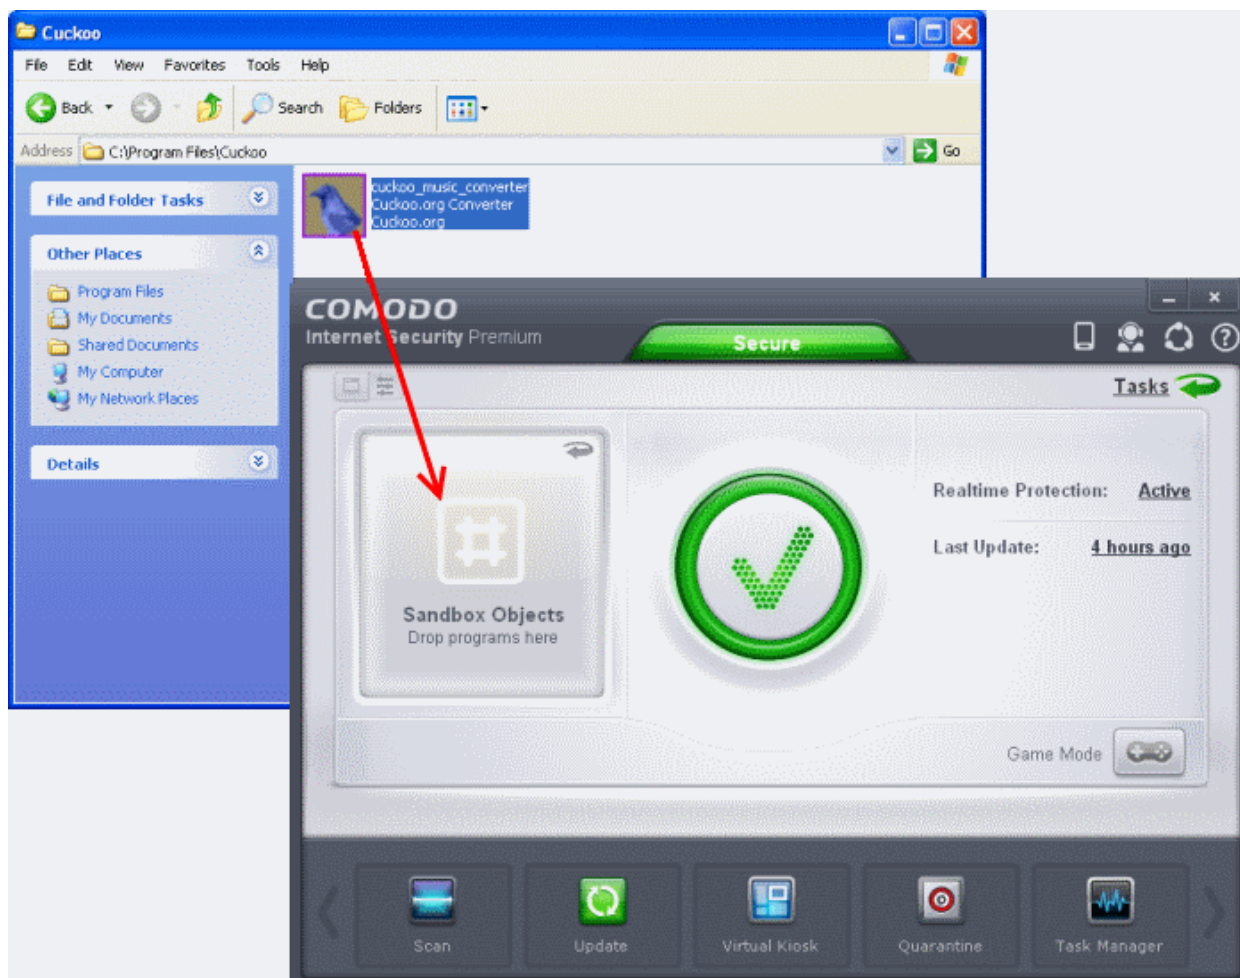 Cuckoo
File Edit View Favorites Tools Help
Back Search Folders
Address C:\Program Files\Cuckoo Go
File and Folder Tasks
cuckoo_music_converter
Cuckoo.org Converter
Cuckoo.org
Other Places
Program Files
My Documents
Shared Documents
My Computer
My Network Places
Details
COMODO
Internet Security Premium
Secure
Tasks
Sandbox Objects
Drop programs here
Realtime Protection: Active
Last Update: 4 hours ago
Game Mode
Scan Update Virtual Kiosk Quarantine Task Manager